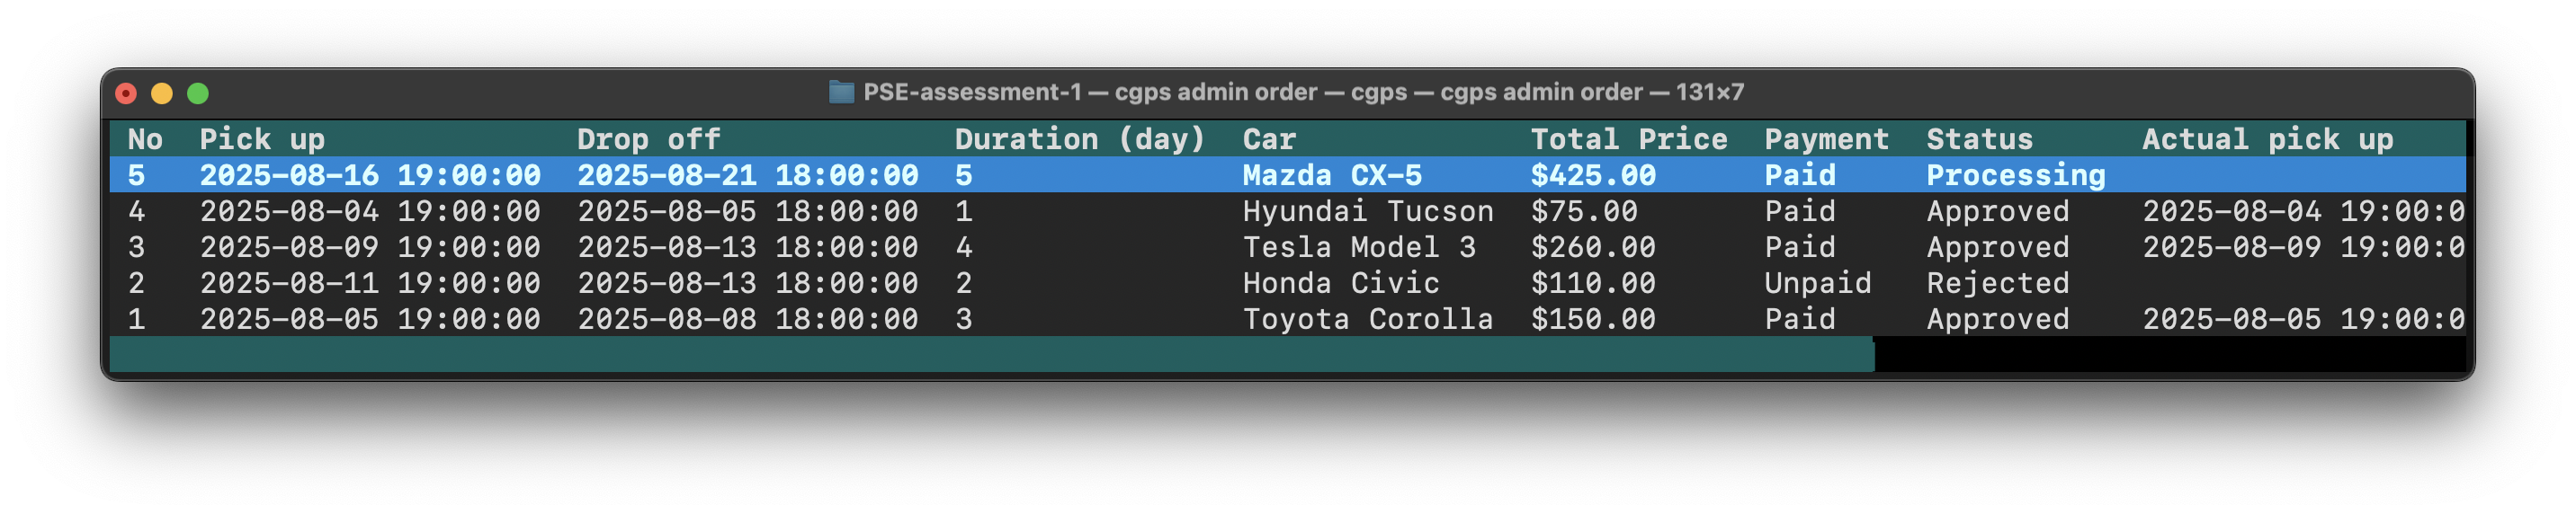 PSE-assessment-1 — cgps admin order — cgps — cgps admin order — 131×7
No Pick up Drop off Duration (day) Car Total Price Payment Status Actual pick up
5 2025-08-16 19:00:00 2025-08-21 18:00:00 5 Mazda CX-5 $425.00 Paid Processing
4 2025-08-04 19:00:00 2025-08-05 18:00:00 1 Hyundai Tucson $75.00 Paid Approved 2025-08-04 19:00:0
3 2025-08-09 19:00:00 2025-08-13 18:00:00 4 Tesla Model 3 $260.00 Paid Approved 2025-08-09 19:00:0
2 2025-08-11 19:00:00 2025-08-13 18:00:00 2 Honda Civic $110.00 Unpaid Rejected
1 2025-08-05 19:00:00 2025-08-08 18:00:00 3 Toyota Corolla $150.00 Paid Approved 2025-08-05 19:00:0